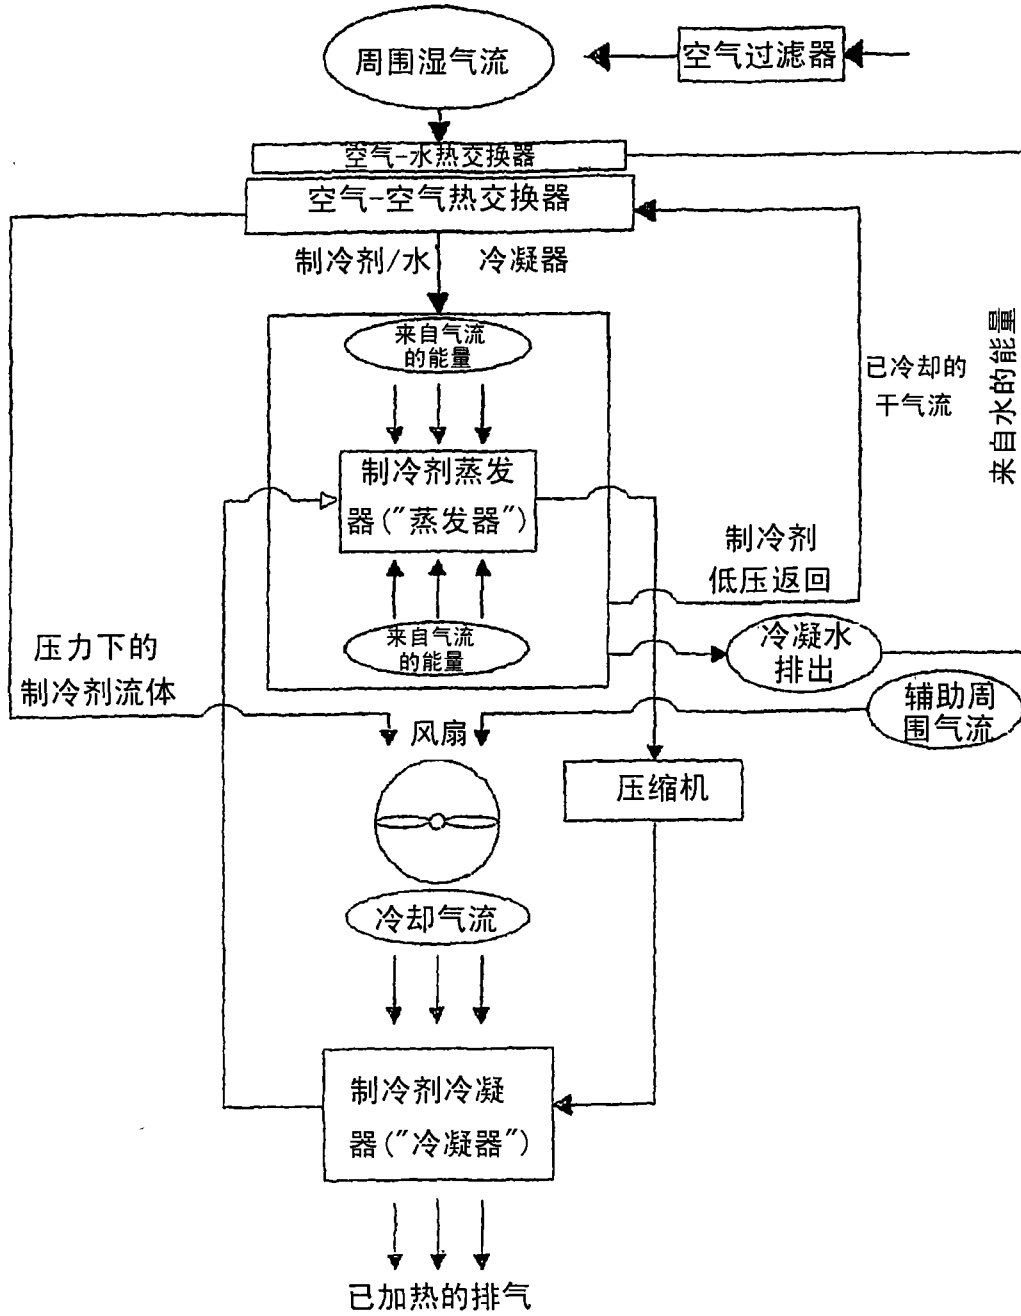 周围湿气流
空气过滤器
空气-水热交换器
空气-空气热交换器
制冷剂/水 冷凝器
来自气流
的能量
已冷却的
干气流
来自水的能量
制冷剂蒸发
器("蒸发器")
制冷剂
低压返回
来自气流
的能量
冷凝水
排出
压力下的
制冷剂流体
辅助周
围气流
风扇
压缩机
冷却气流
制冷剂冷凝
器("冷凝器")
已加热的排气